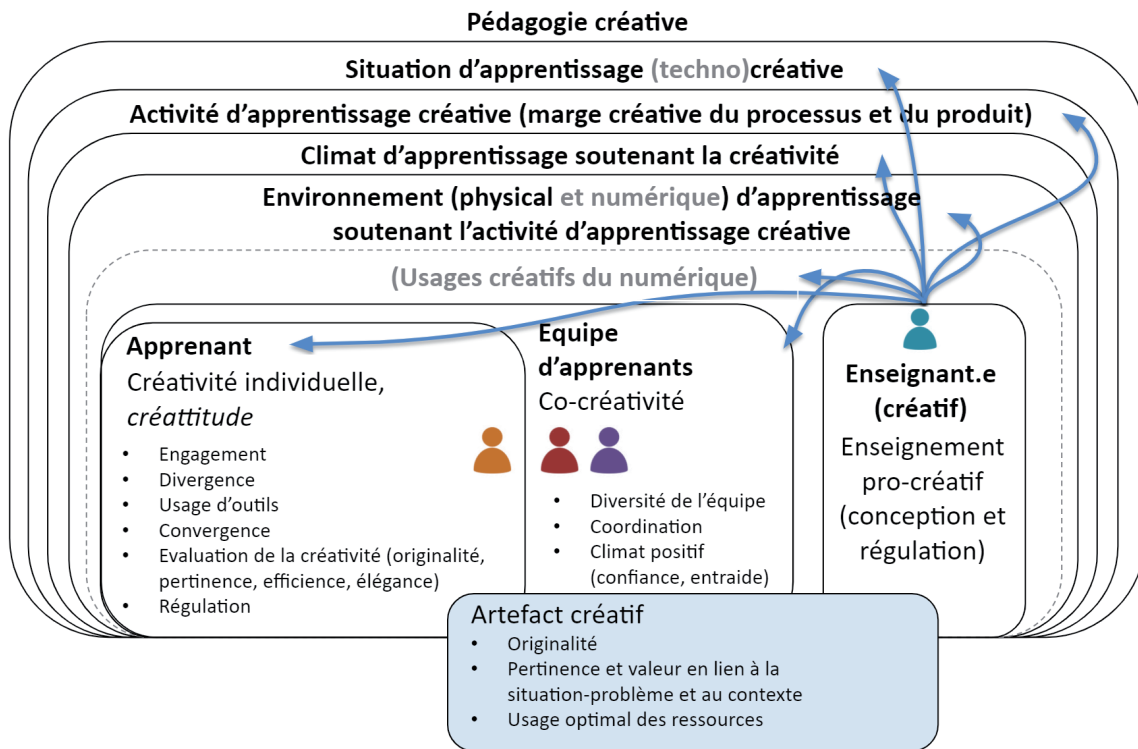 Pédagogie créative
Situation d'apprentissage (techno)créative
Activité d'apprentissage créative (marge créative du processus et du produit)
Climat d'apprentissage soutenant la créativité
Environnement (physical et numérique) d'apprentissage
soutenant l'activité d'apprentissage créative
(Usages créatifs du numérique)
Apprenant
Créativité individuelle,
créattitude
• Engagement
• Divergence
• Usage d'outils
• Convergence
• Evaluation de la créativité (originalité,
pertinence, efficience, élégance)
• Régulation
Equipe
d'apprenants
Co-créativité
• Diversité de l'équipe
• Coordination
• Climat positif
(confiance, entraide)
Enseignant.e
(créatif)
Enseignement
pro-créatif
(conception et
régulation)
Artefact créatif
• Originalité
• Pertinence et valeur en lien à la
situation-problème et au contexte
• Usage optimal des ressources